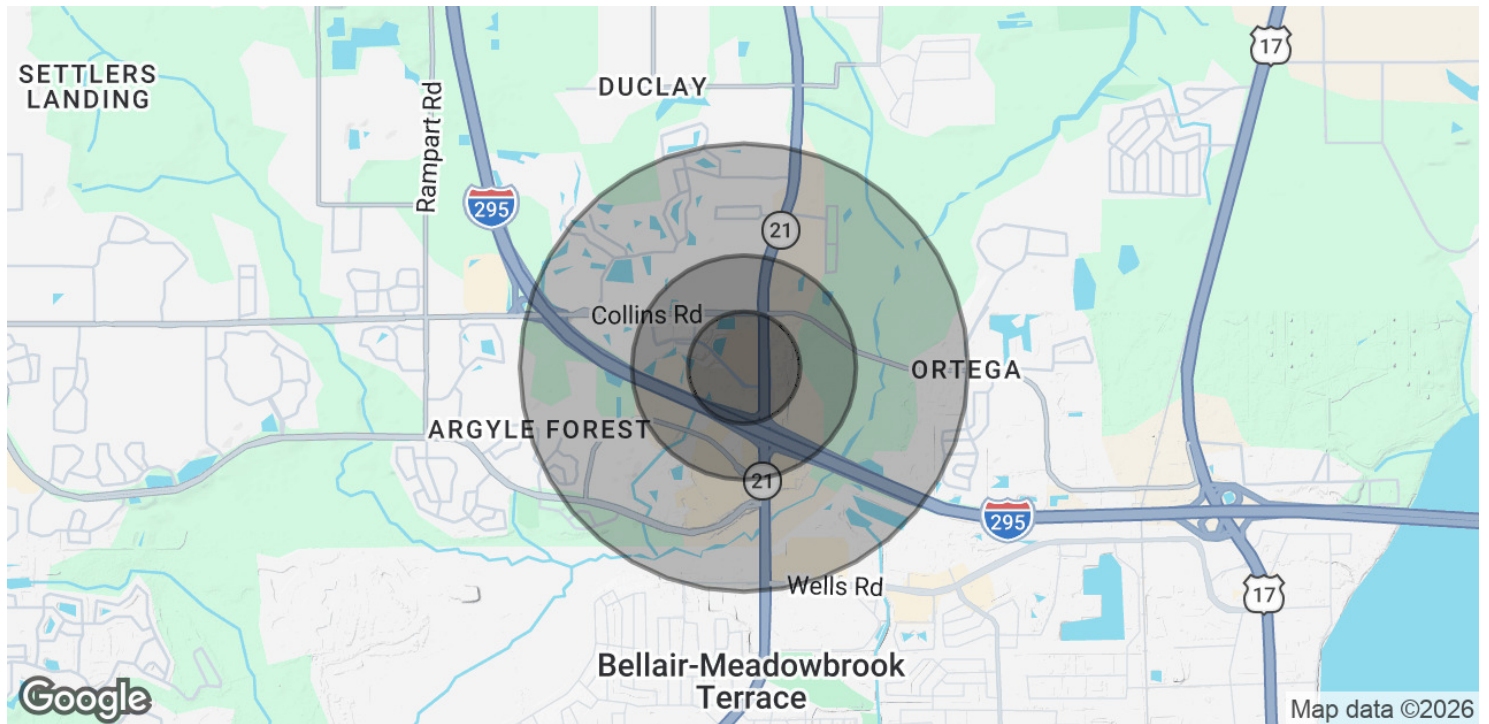 17
SETTLERS
LANDING
DUCLAY
Rampart Rd
295
21
Collins Rd
ORTEGA
ARGYLE FOREST
21
295
Wells Rd
17
Bellair-Meadowbrook
Terrace
Google
Map data ©2026